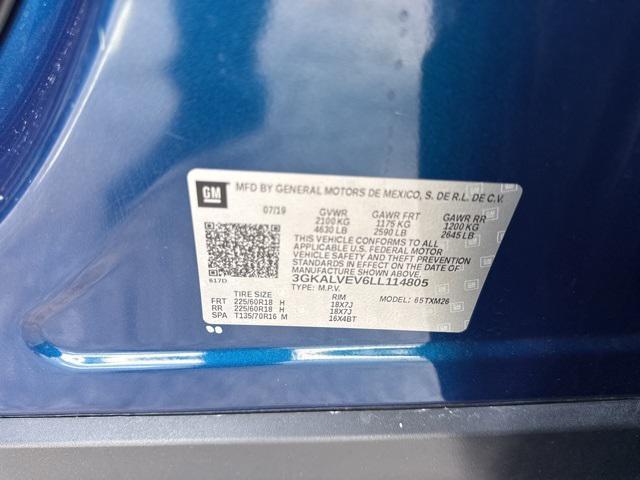 GM
MFD BY GENERAL MOTORS DE MEXICO, S. DE R.L. DE C.V.
07/19 GVWR GAWR FRT GAWR RR
2100 KG 1175 KG 1200 KG
4630 LB 2590 LB 2645 LB
THIS VEHICLE CONFORMS TO ALL
APPLICABLE U.S. FEDERAL MOTOR
VEHICLE SAFETY AND THEFT PREVENTION
STANDARDS IN EFFECT ON THE DATE OF
MANUFACTURE SHOWN ABOVE.
3GKALVEV6LL114805
617D
TYPE: M.P.V. MODEL: 65TXM26
TIRE SIZE RIM
FRT 225/60R18 H 18X7J
RR 225/60R18 H 18X7J
SPA T135/70R16 M 16X4BT